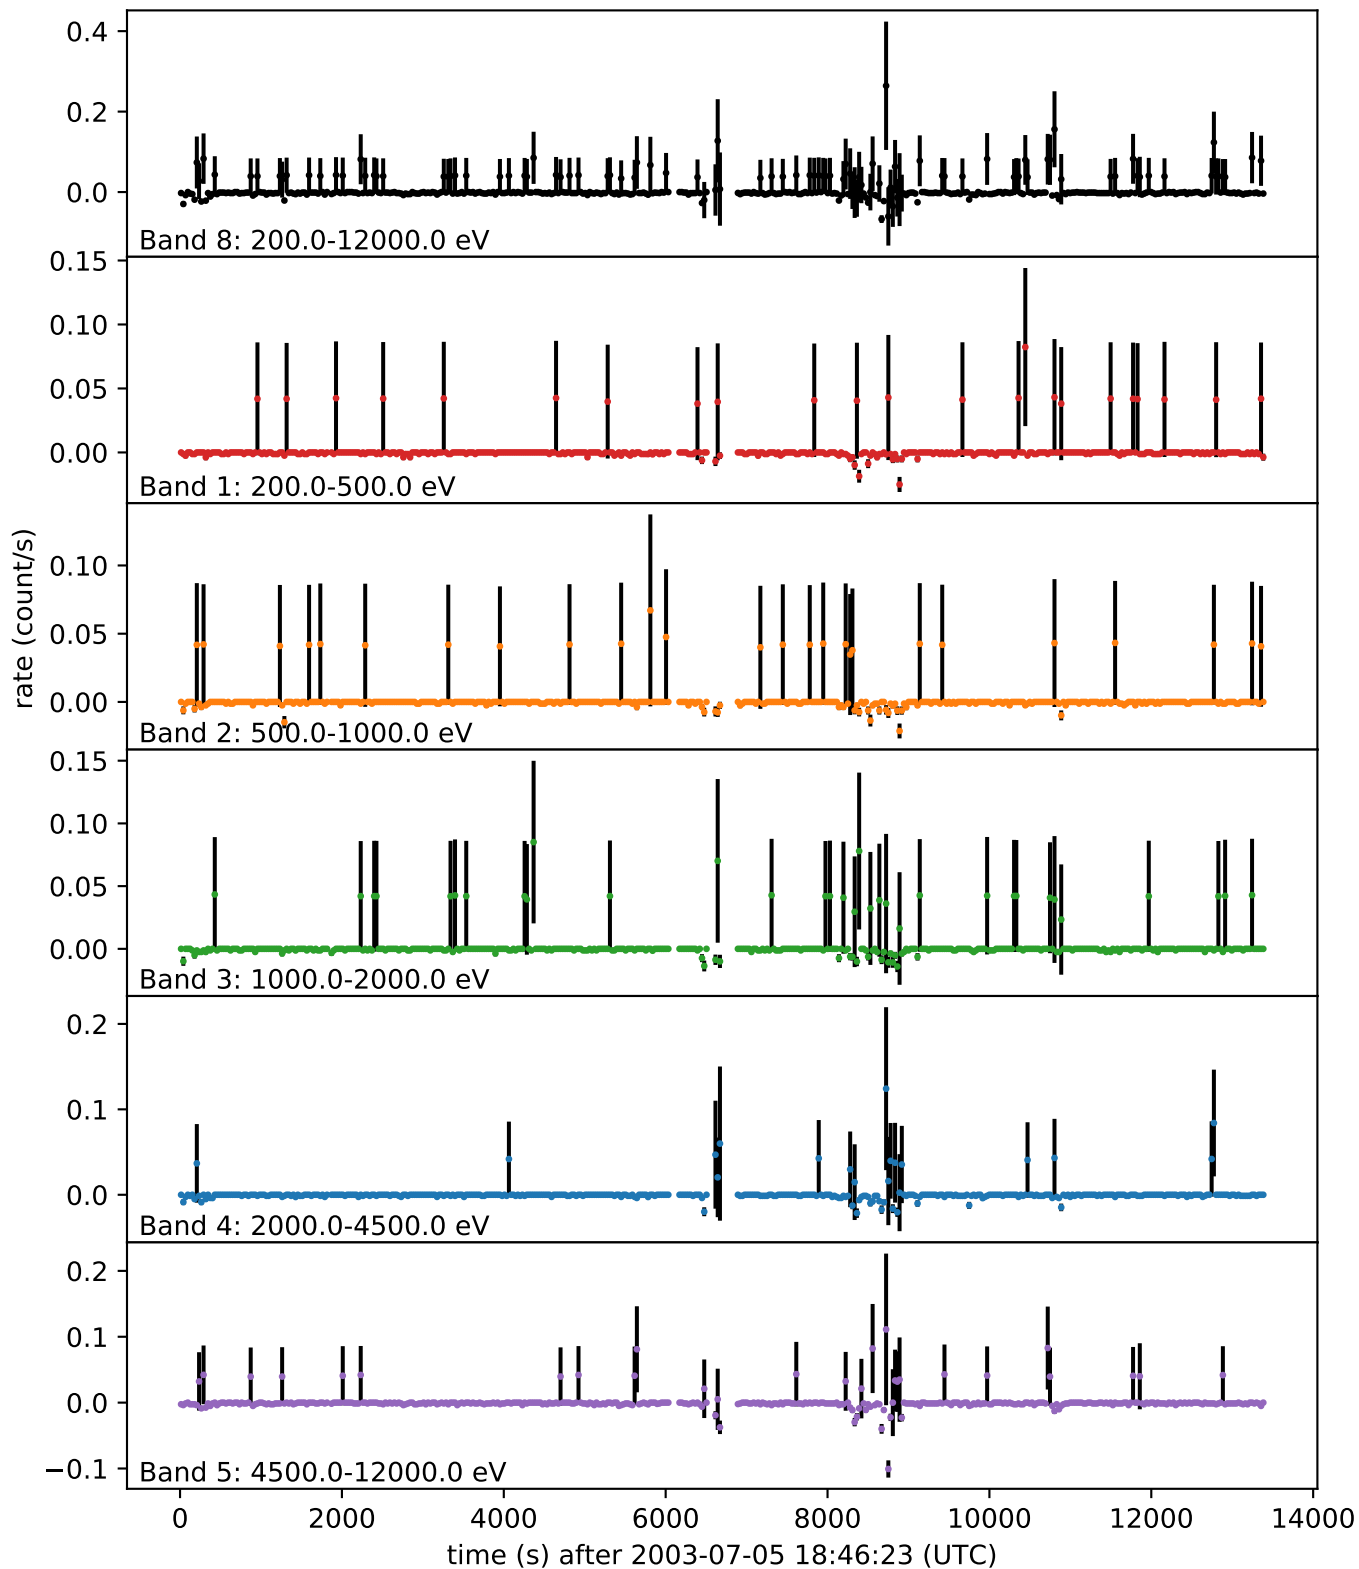 0.4
0.2
0.0
Band 8: 200.0-12000.0 eV
0.15
0.10
0.05
0.00
Band 1: 200.0-500.0 eV
rate (count/s)
0.10
0.05
0.00
Band 2: 500.0-1000.0 eV
0.15
0.10
0.05
0.00
Band 3: 1000.0-2000.0 eV
0.2
0.1
0.0
Band 4: 2000.0-4500.0 eV
0.2
0.1
0.0
−0.1
Band 5: 4500.0-12000.0 eV
0 2000 4000 6000 8000 10000 12000 14000
time (s) after 2003-07-05 18:46:23 (UTC)